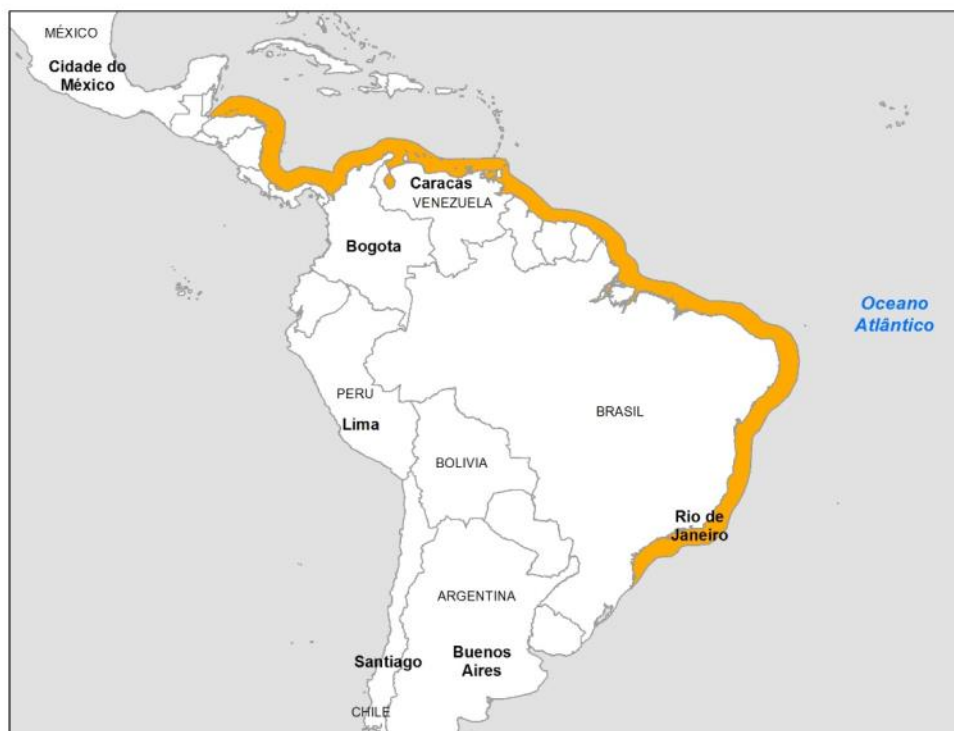 MÉXICO
Cidade do
México
Caracas
VENEZUELA
Bogota
Oceano
Atlântico
PERU
Lima
BRASIL
BOLIVIA
Rio de
Janeiro
ARGENTINA
Buenos
Aires
Santiago
CHILE